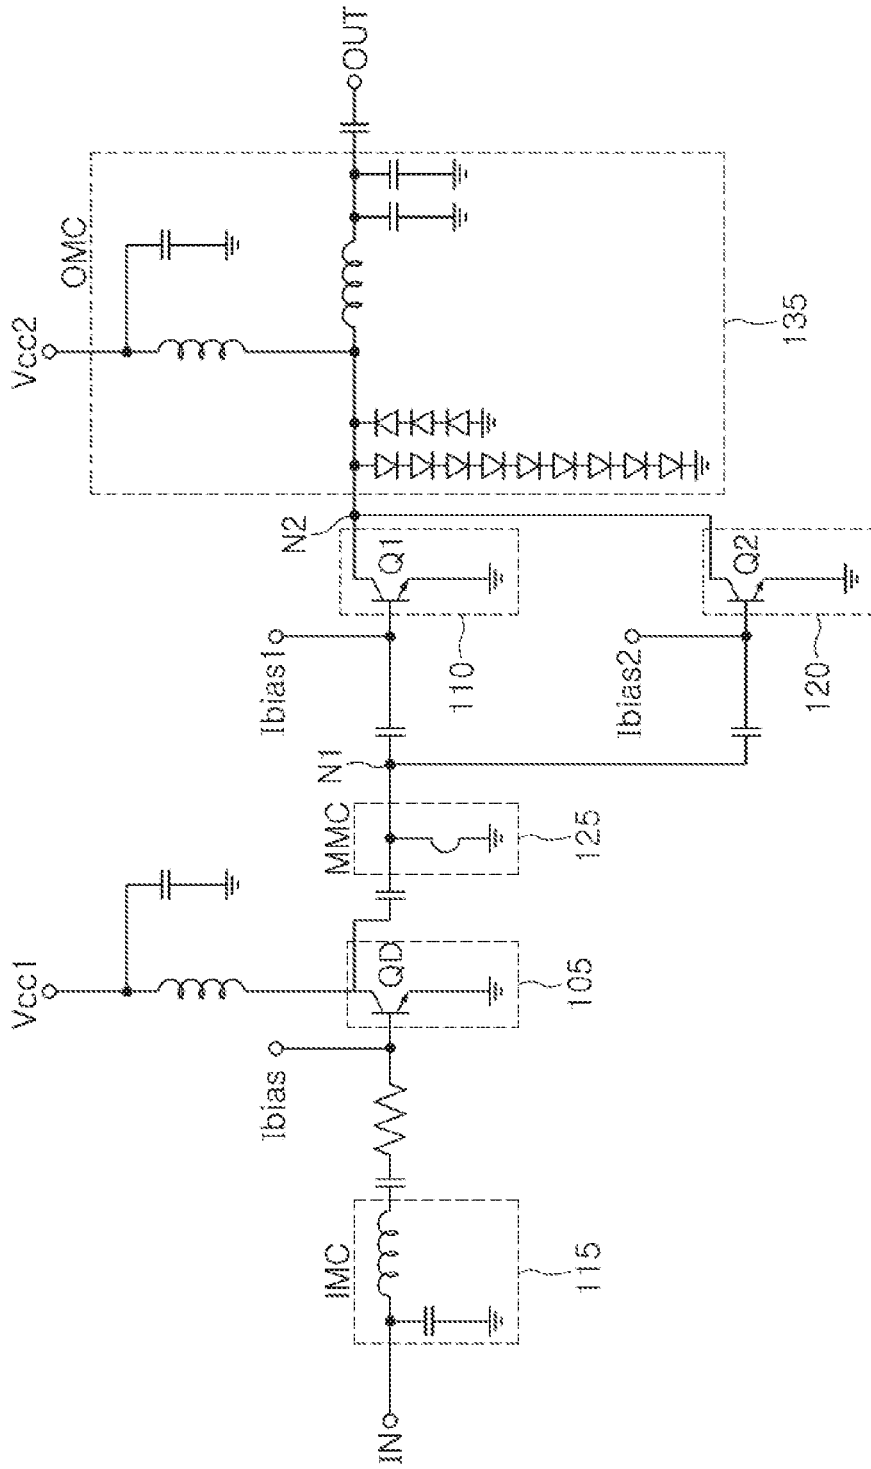 Vcc1
Vcc2
OMC
OUT
Ibias
QD
105
MMC
125
N1
Ibias1
Q1
110
N2
Ibias2
Q2
120
135
IMC
115
IN